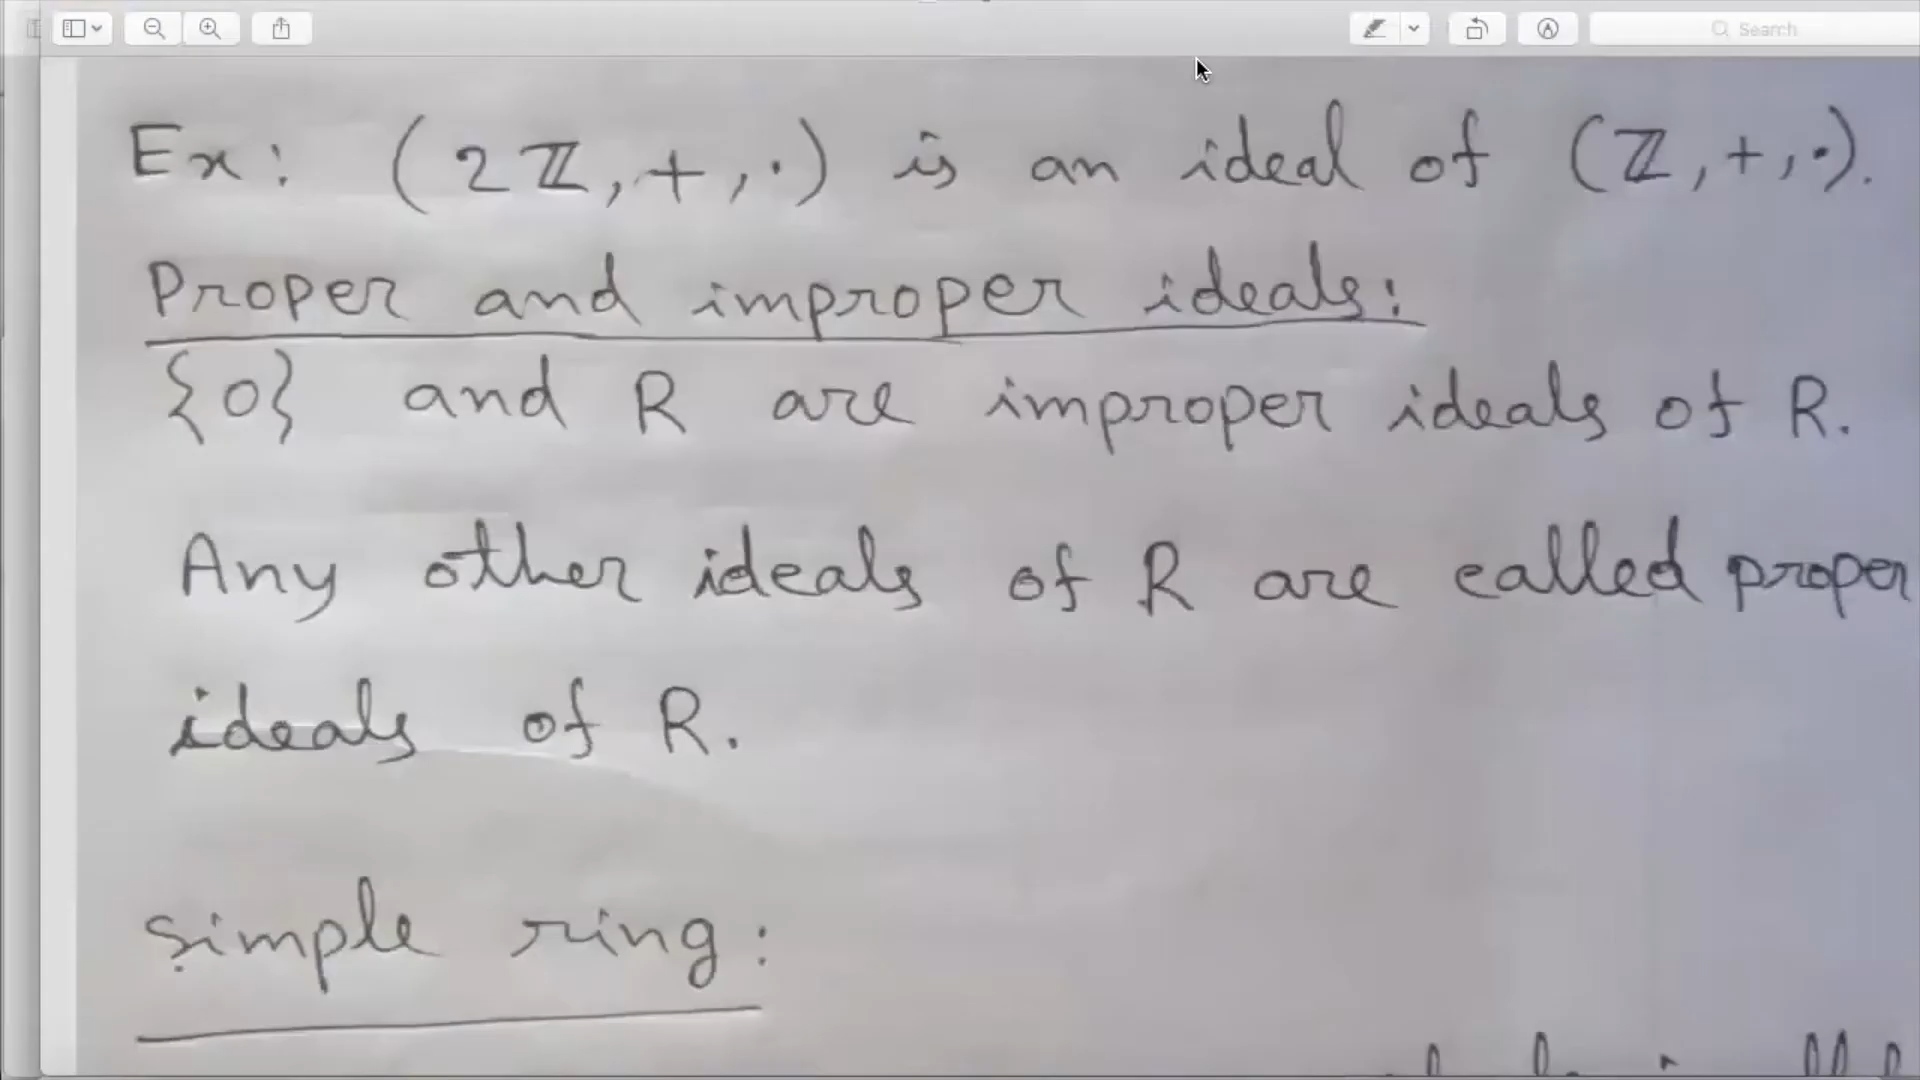 Search
Ex: (2ℤ, +, ·) is an ideal of (ℤ, +, ·).
Proper and improper ideals:
{0} and R are improper ideals of R.
Any other ideals of R are called proper
ideals of R.
simple ring: